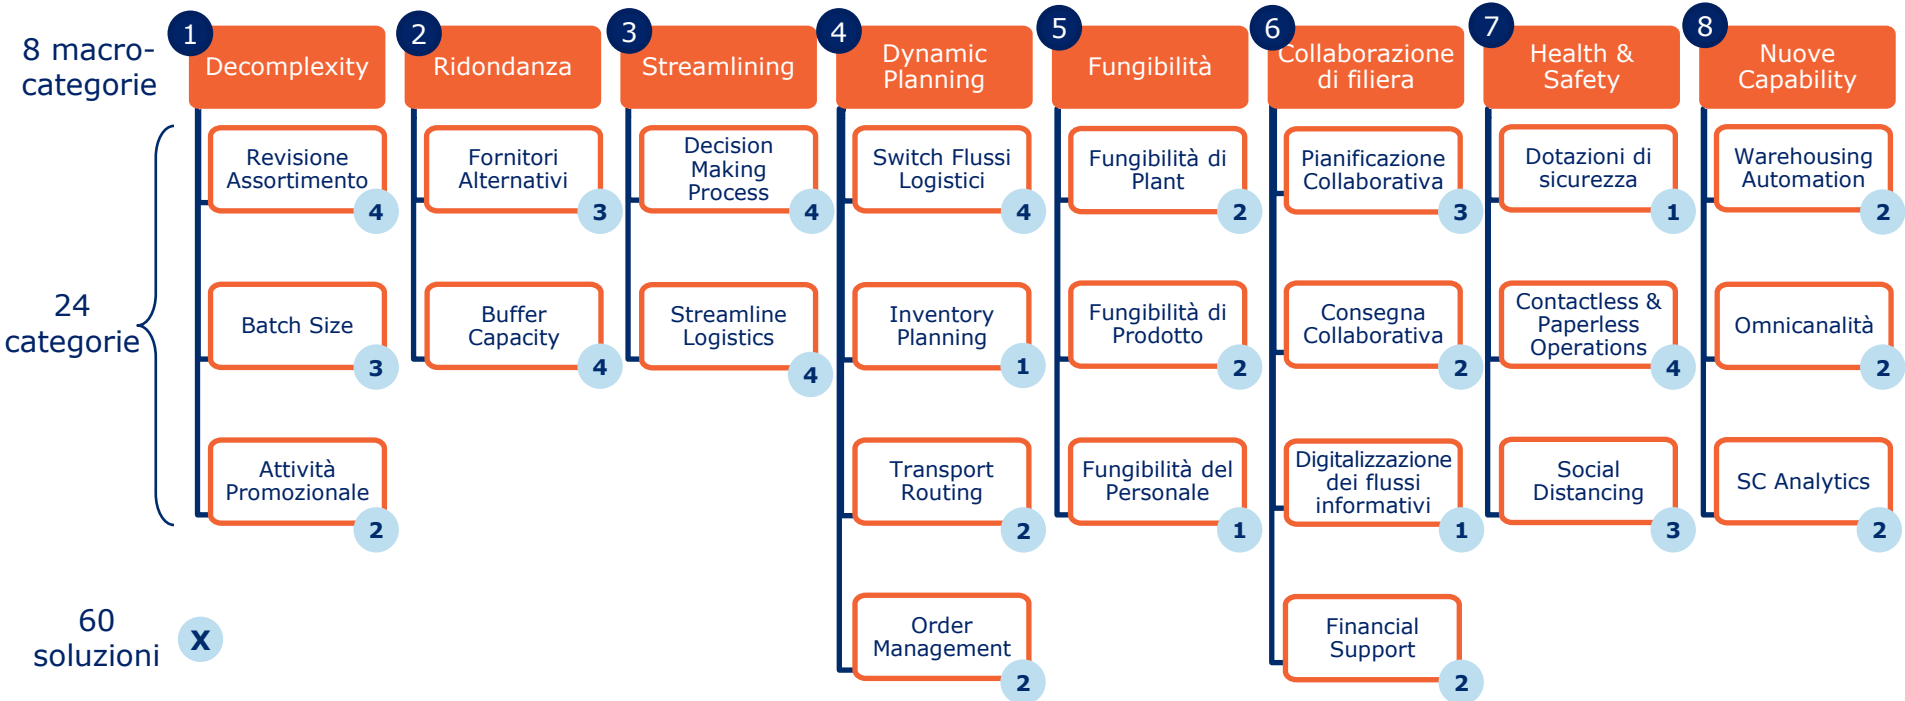 8 macro-
categorie
1
Decomplexity
2
Ridondanza
3
Streamlining
4
Dynamic
Planning
5
Fungibilità
6
Collaborazione
di filiera
7
Health &
Safety
8
Nuove
Capability
24
categorie
Revisione
Assortimento
4
Batch Size
3
Attività
Promozionale
2
Fornitori
Alternativi
3
Buffer
Capacity
4
Decision
Making
Process
4
Streamline
Logistics
4
Switch Flussi
Logistici
4
Inventory
Planning
1
Transport
Routing
2
Order
Management
2
Fungibilità di
Plant
2
Fungibilità di
Prodotto
2
Fungibilità del
Personale
1
Pianificazione
Collaborativa
3
Consegna
Collaborativa
2
Digitalizzazione
dei flussi
informativi
1
Financial
Support
2
Dotazioni di
sicurezza
1
Contactless &
Paperless
Operations
4
Social
Distancing
3
Warehousing
Automation
2
Omnicanalità
2
SC Analytics
2
60
soluzioni
X